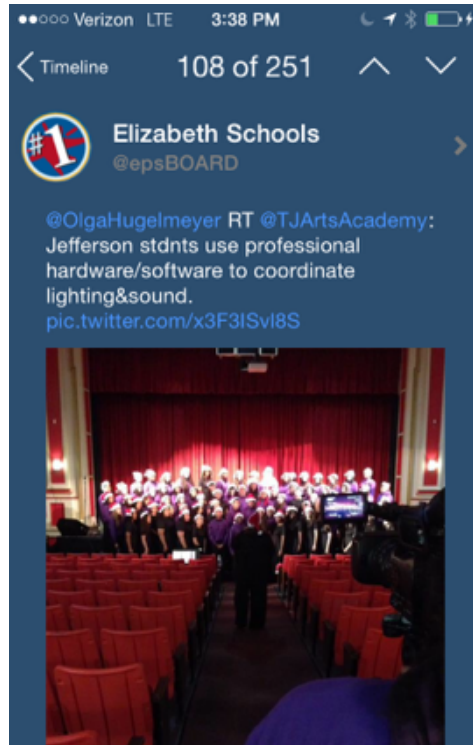 Verizon LTE 3:38 PM
Timeline 108 of 251
#1
Elizabeth Schools
@epsBOARD
@OlgaHugelmeyer RT @TJArtsAcademy:
Jefferson stdnts use professional
hardware/software to coordinate
lighting&sound.
pic.twitter.com/x3F3ISvl8S